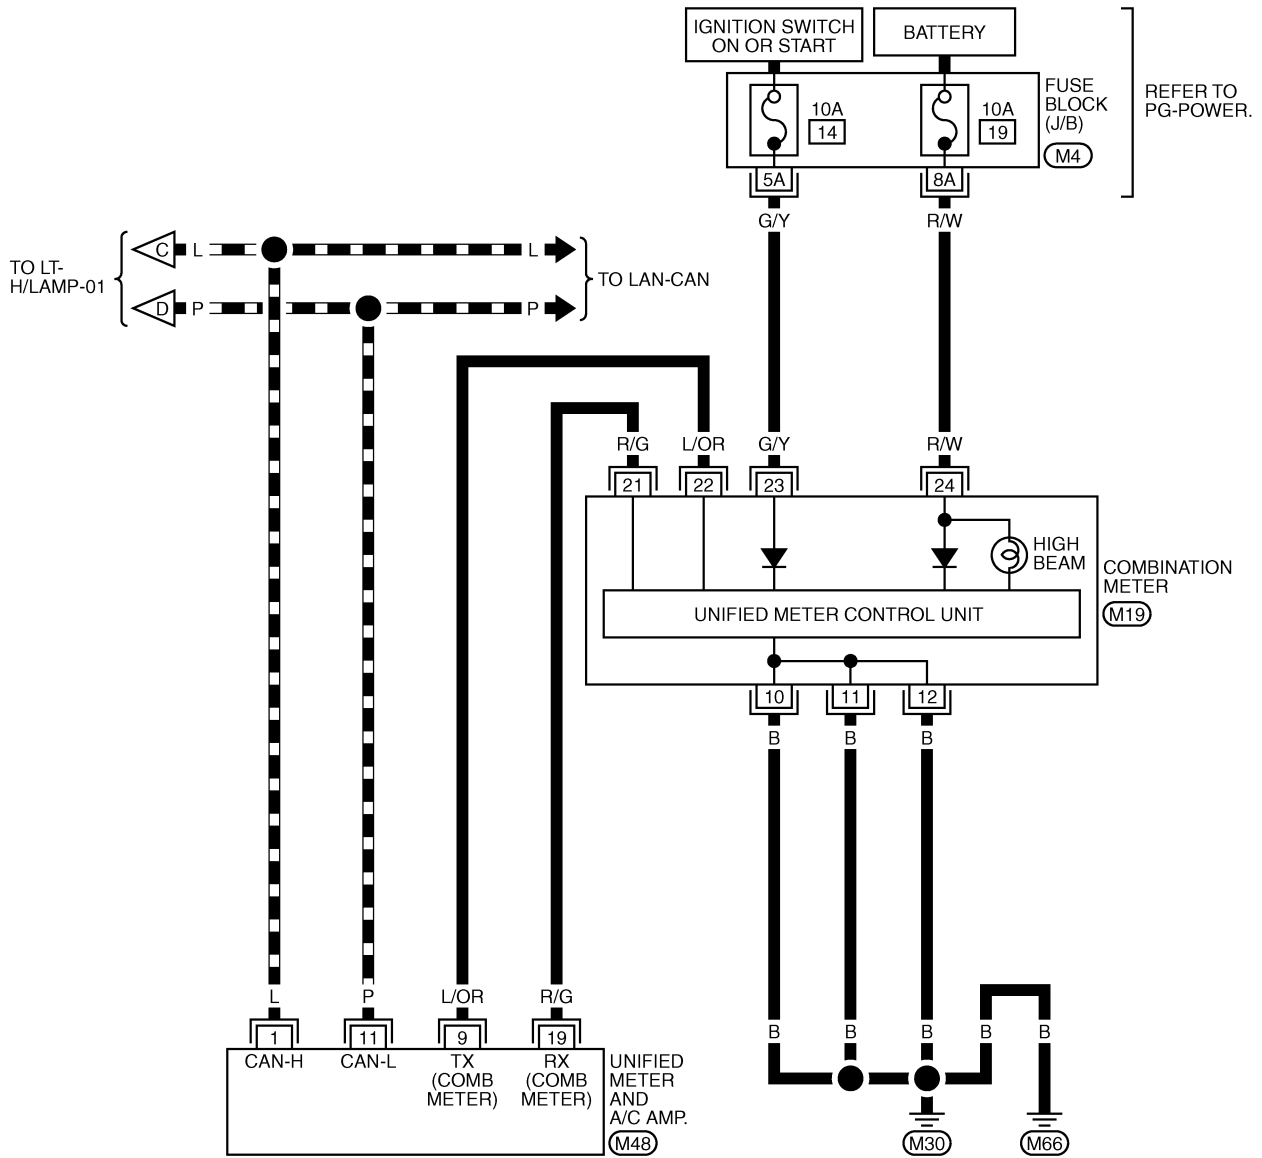 IGNITION SWITCH
ON OR START
BATTERY
10A
14
10A
19
FUSE
BLOCK
(J/B)
M4
REFER TO
PG-POWER.
5A
8A
G/Y
R/W
TO LT-
H/LAMP-01
C
L
L
D
P
P
TO LAN-CAN
R/G
L/OR
G/Y
R/W
21
22
23
24
HIGH
BEAM
COMBINATION
METER
M19
UNIFIED METER CONTROL UNIT
10
11
12
B
B
B
L
P
L/OR
R/G
B
B
B
B
B
1
11
9
19
CAN-H
CAN-L
TX
(COMB
METER)
RX
(COMB
METER)
UNIFIED
METER
AND
A/C AMP.
M48
M30
M66